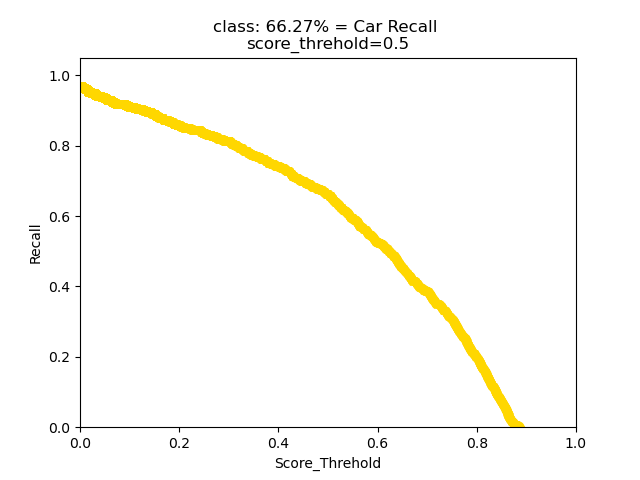 class: 66.27% = Car Recall
score_threhold=0.5
1.0
0.8
0.6
0.4
0.2
0.0
Recall
0.0 0.2 0.4 0.6 0.8 1.0
Score_Threhold